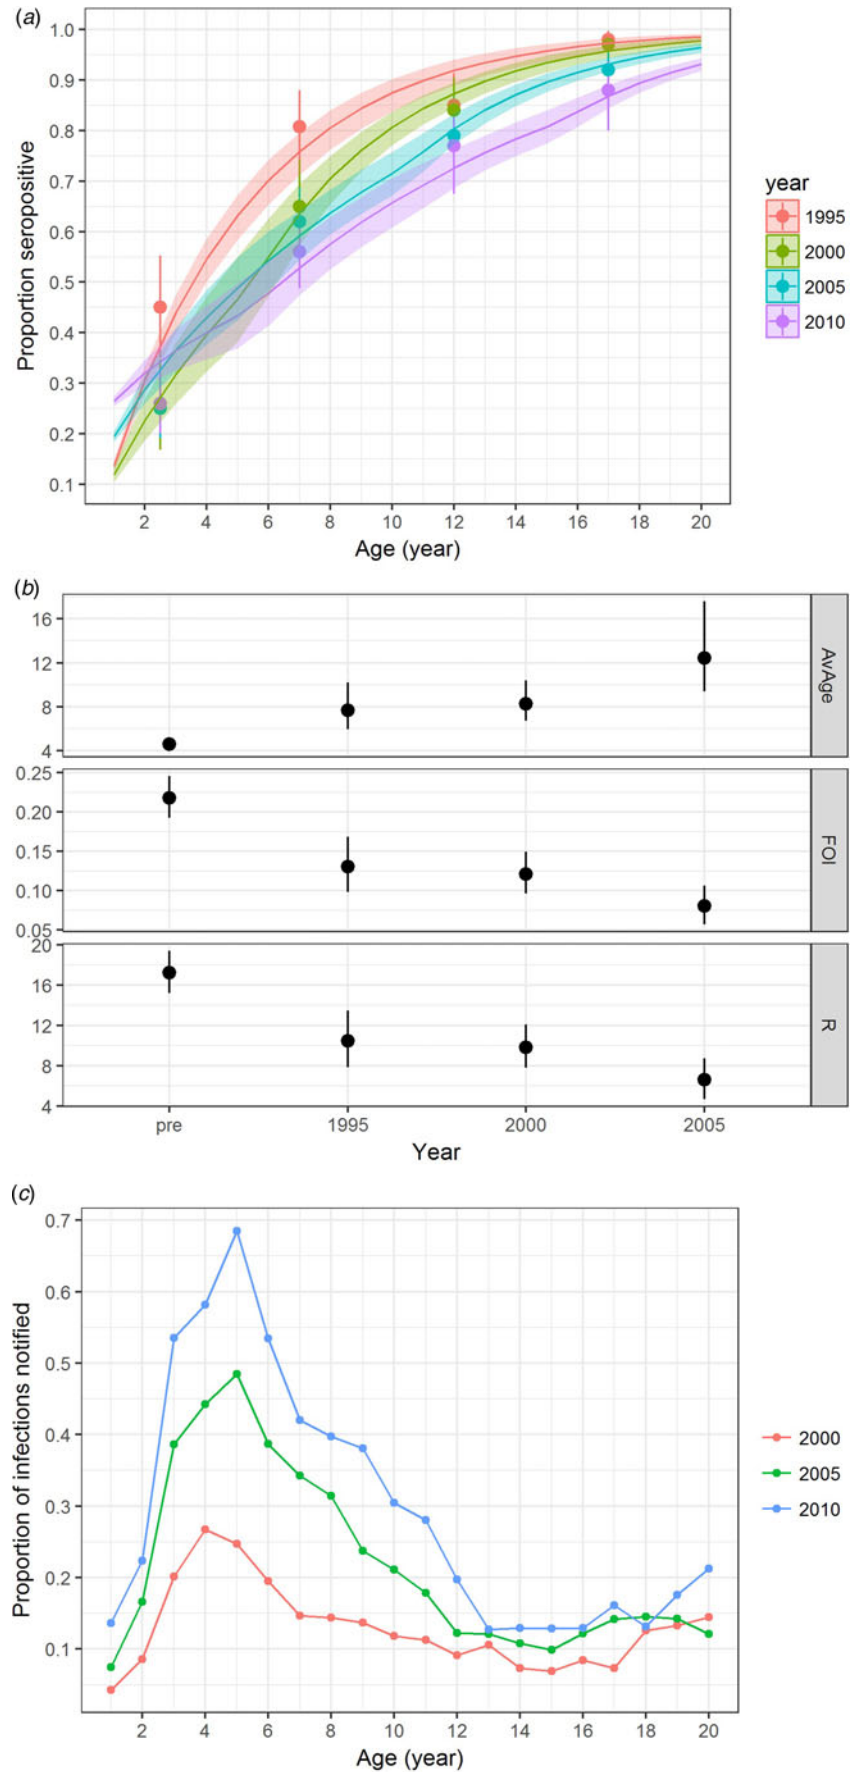 (a)
Proportion seropositive
1.0
0.9
0.8
0.7
0.6
0.5
0.4
0.3
0.2
0.1
2 4 6 8 10 12 14 16 18 20
Age (year)
year
1995
2000
2005
2010
(b)
16
12
8
4
AvAge
0.25
0.20
0.15
0.10
0.05
FOI
20
16
12
8
4
R
pre 1995 2000 2005
Year
(c)
Proportion of infections notified
0.7
0.6
0.5
0.4
0.3
0.2
0.1
2 4 6 8 10 12 14 16 18 20
Age (year)
2000
2005
2010